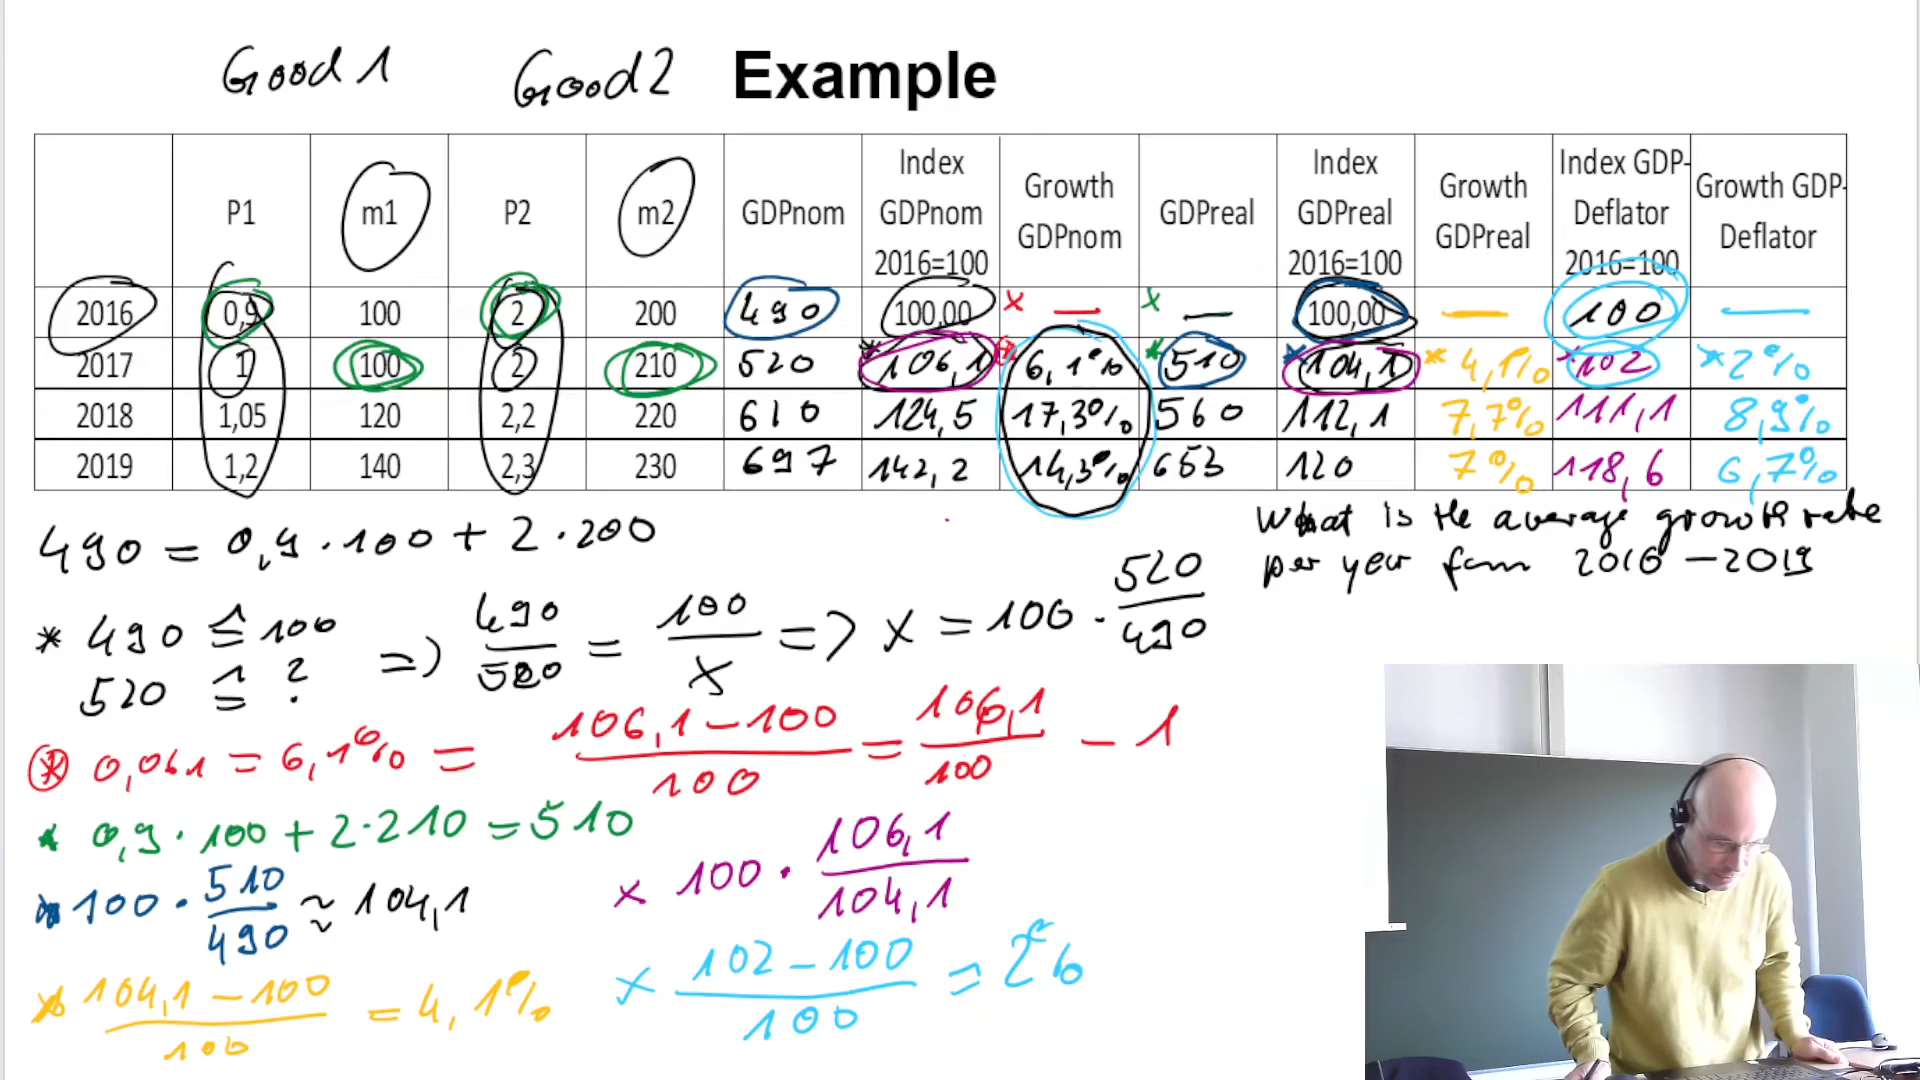 Good 1 Good 2 Example
P1 m1 P2 m2 GDPnom Index GDPnom 2016=100 Growth GDPnom GDPreal Index GDPreal 2016=100 Growth GDPreal Index GDP-Deflator 2016=100 Growth GDP-Deflator
2016 0,9 100 2 200 490 100,00 x — x — 100,00 — 100 —
2017 1 100 2 210 520 * 106,1 * 6,1% * 510 * 104,1 * 4,1% * 102 * 2%
2018 1,05 120 2,2 220 610 124,5 17,3% 560 112,1 7,7% 111,1 8,9%
2019 1,2 140 2,3 230 697 142,2 14,3% 653 120 7% 118,6 6,7%
490 = 0,9 · 100 + 2 · 200
What is the average growth rate
per year from 2016 – 2019
* 490 ≙ 100
520 ≙ ?
=> 490/520 = 100/x => x = 100 · 520/490
* 0,061 = 6,1% = 106,1 – 100 / 100 = 106,1/100 – 1
* 0,9 · 100 + 2 · 210 = 510
* 100 · 510/490 ≈ 104,1
x 100 · 106,1/104,1
* 104,1 – 100 / 100 = 4,1%
x 102 – 100 / 100 = 2%